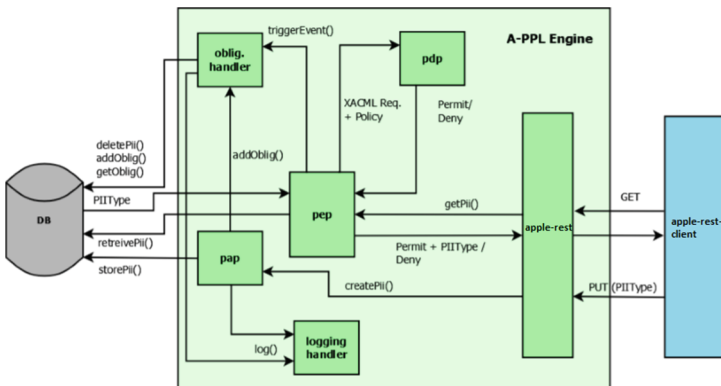 A-PPL Engine
triggerEvent()
oblig.
handler
pdp
XACML Req.
+ Policy
Permit/
Deny
deletePii()
addOblig()
getOblig()
addOblig()
PIIType
DB
pep
getPii()
apple-rest
GET
apple-rest-
client
retreivePii()
pap
Permit + PIIType /
Deny
storePii()
createPii()
PUT (PIIType)
logging
handler
log()